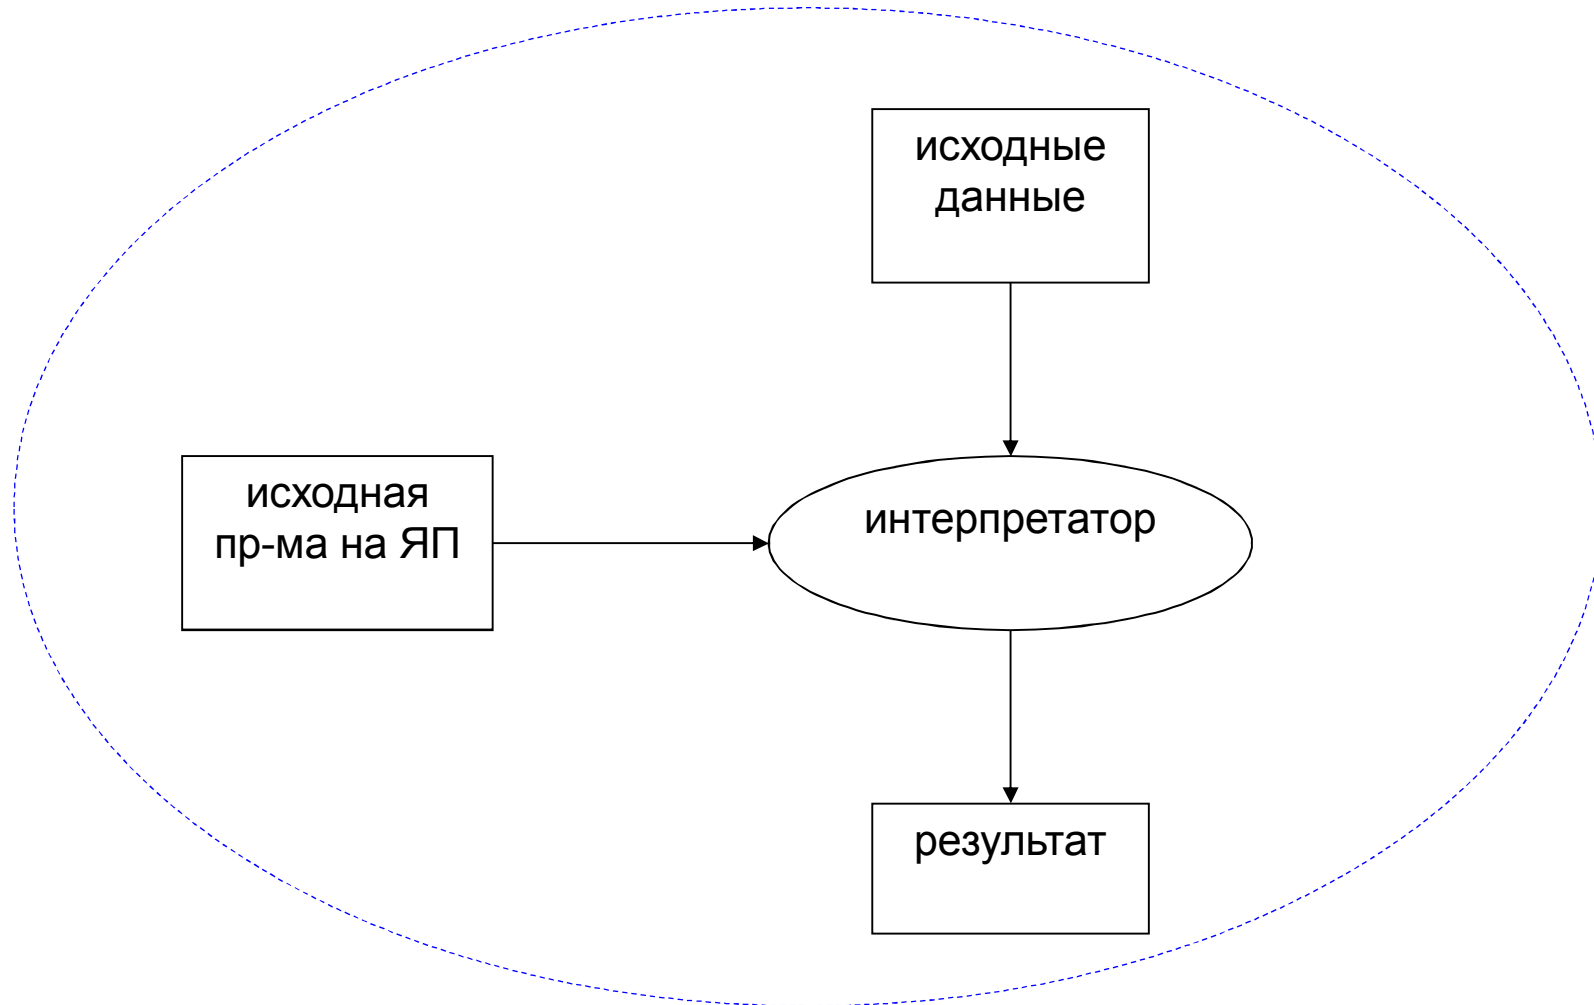 исходные
данные
исходная
пр-ма на ЯП
интерпретатор
результат